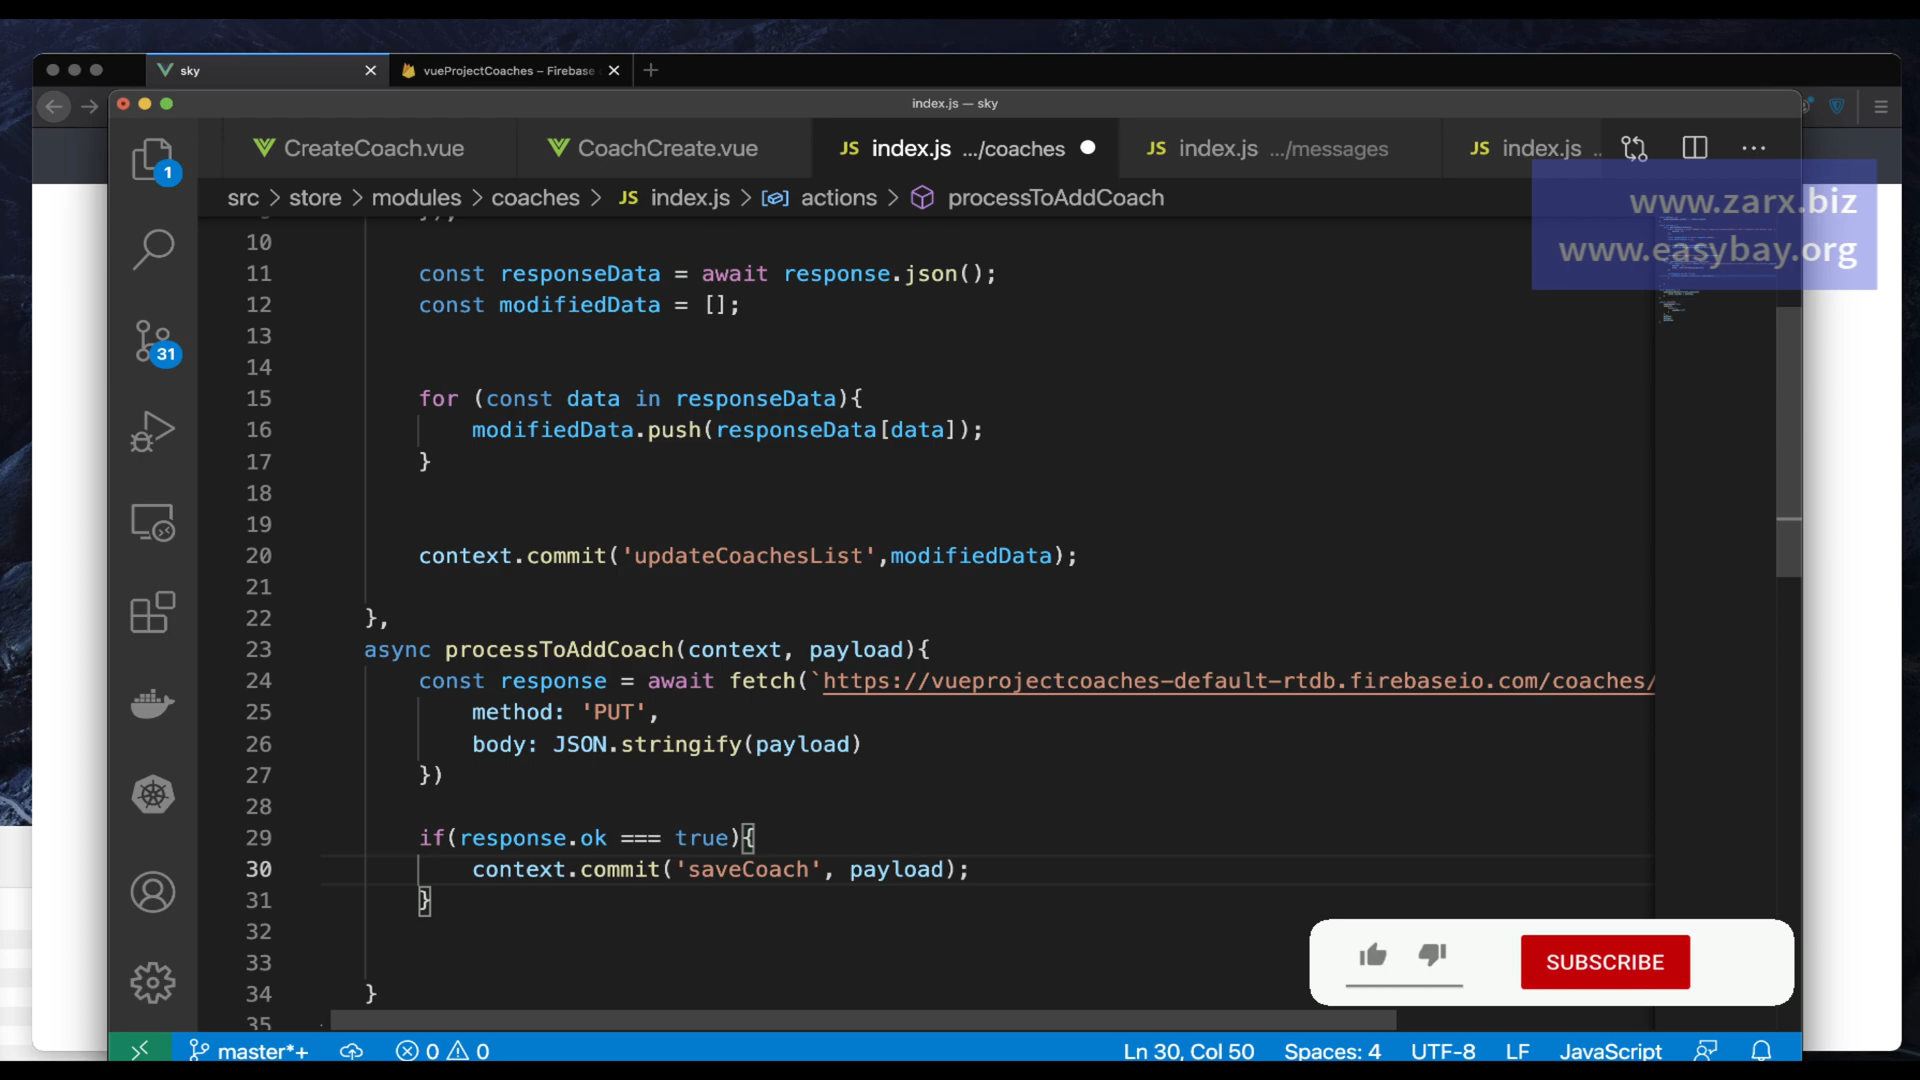 sky
vueProjectCoaches – Firebase
index.js — sky
CreateCoach.vue
CoachCreate.vue
JS index.js .../coaches
JS index.js .../messages
JS index.js ..
1
www.zarx.biz
www.easybay.org
src > store > modules > coaches > JS index.js > actions > processToAddCoach
10
11 const responseData = await response.json();
12 const modifiedData = [];
13
14
15 for (const data in responseData){
16 modifiedData.push(responseData[data]);
17 }
18
19
20 context.commit('updateCoachesList',modifiedData);
21
22 },
23 async processToAddCoach(context, payload){
24 const response = await fetch(`https://vueprojectcoaches-default-rtdb.firebaseio.com/coaches/
25 method: 'PUT',
26 body: JSON.stringify(payload)
27 })
28
29 if(response.ok === true){
30 context.commit('saveCoach', payload);
31 }
32
33
34 }
35
31
SUBSCRIBE
master*+
0
0
Ln 30, Col 50
Spaces: 4
UTF-8
LF
JavaScript